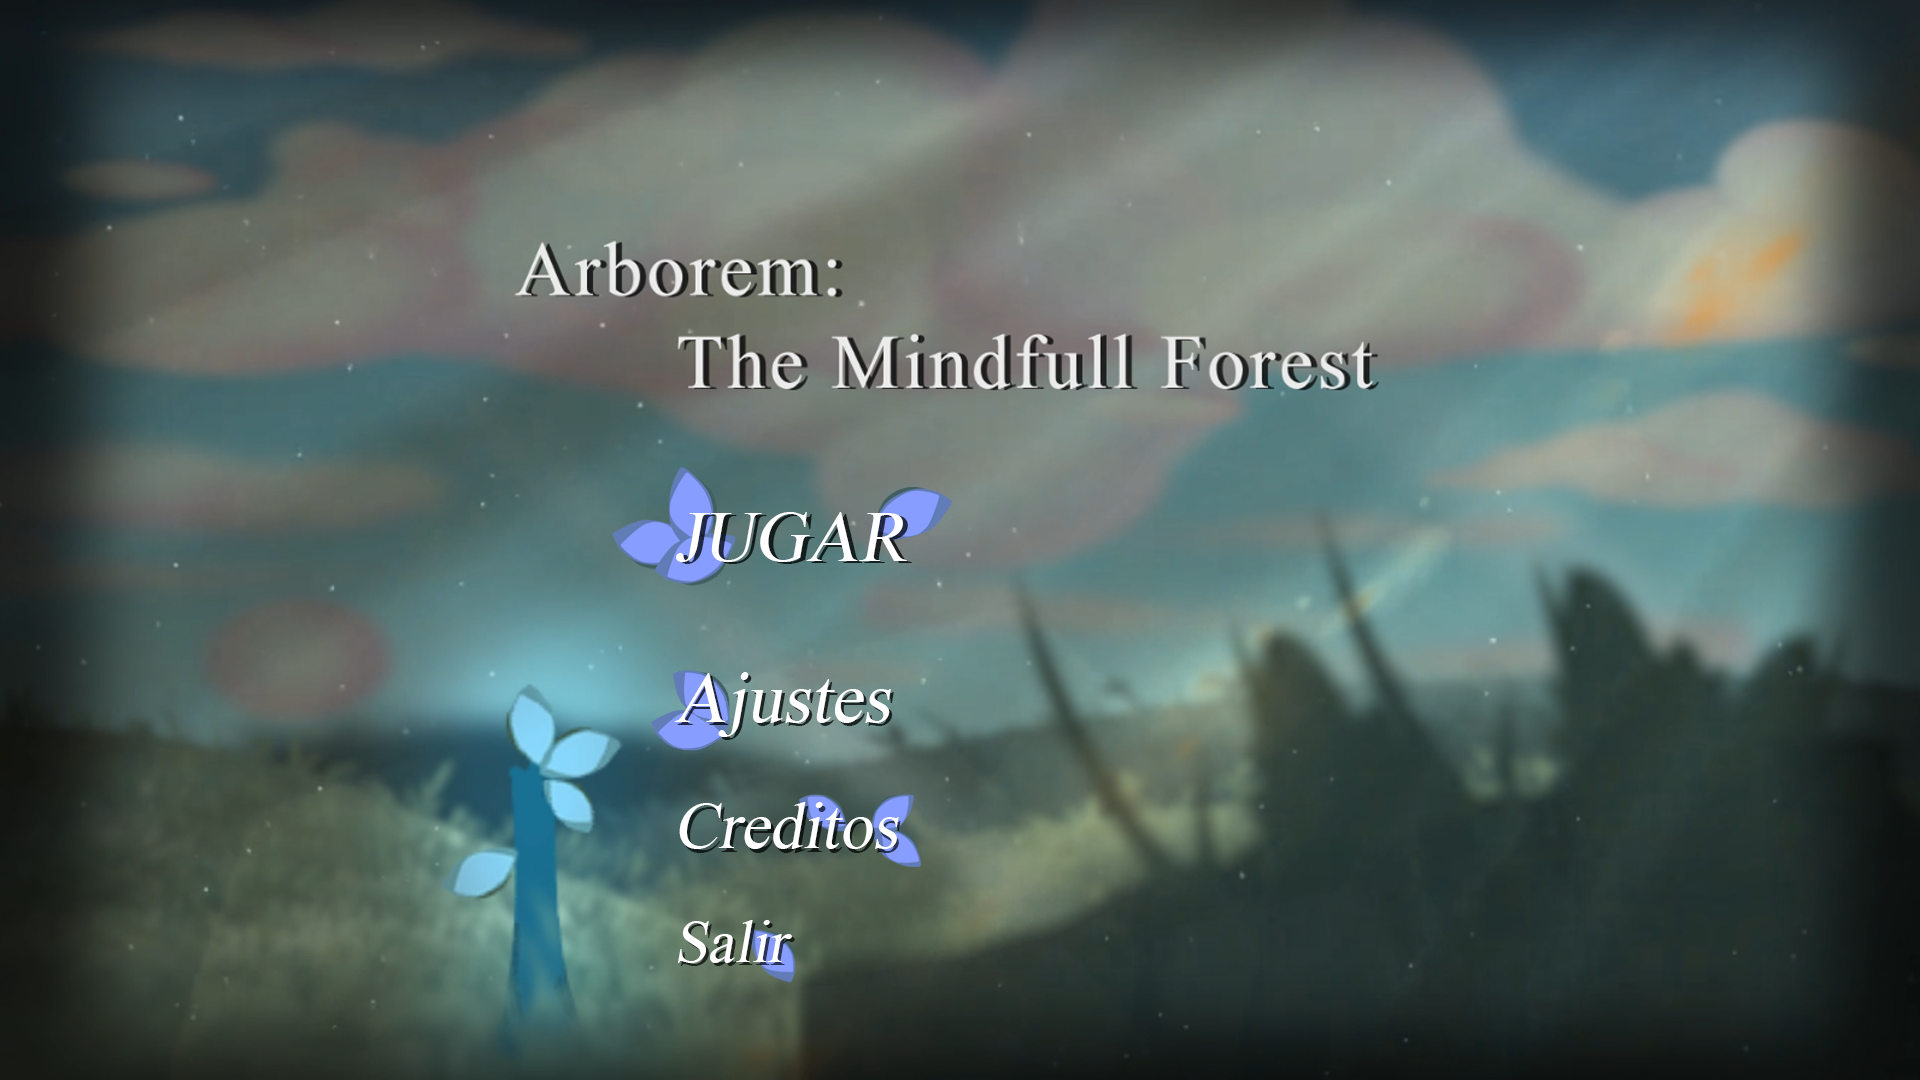 Arborem:
The Mindfull Forest
JUGAR
Ajustes
Creditos
Salir